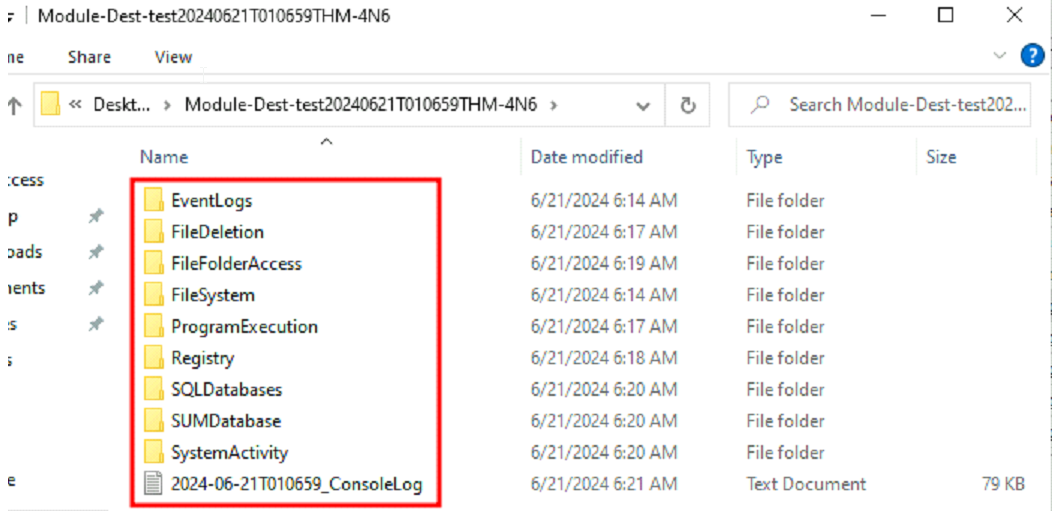 Module-Dest-test20240621T010659THM-4N6
Share View
« Deskt... › Module-Dest-test20240621T010659THM-4N6 › Search Module-Dest-test202...
Name Date modified Type Size
EventLogs 6/21/2024 6:14 AM File folder
FileDeletion 6/21/2024 6:17 AM File folder
FileFolderAccess 6/21/2024 6:19 AM File folder
FileSystem 6/21/2024 6:14 AM File folder
ProgramExecution 6/21/2024 6:17 AM File folder
Registry 6/21/2024 6:18 AM File folder
SQLDatabases 6/21/2024 6:20 AM File folder
SUMDatabase 6/21/2024 6:20 AM File folder
SystemActivity 6/21/2024 6:20 AM File folder
2024-06-21T010659_ConsoleLog 6/21/2024 6:21 AM Text Document 79 KB